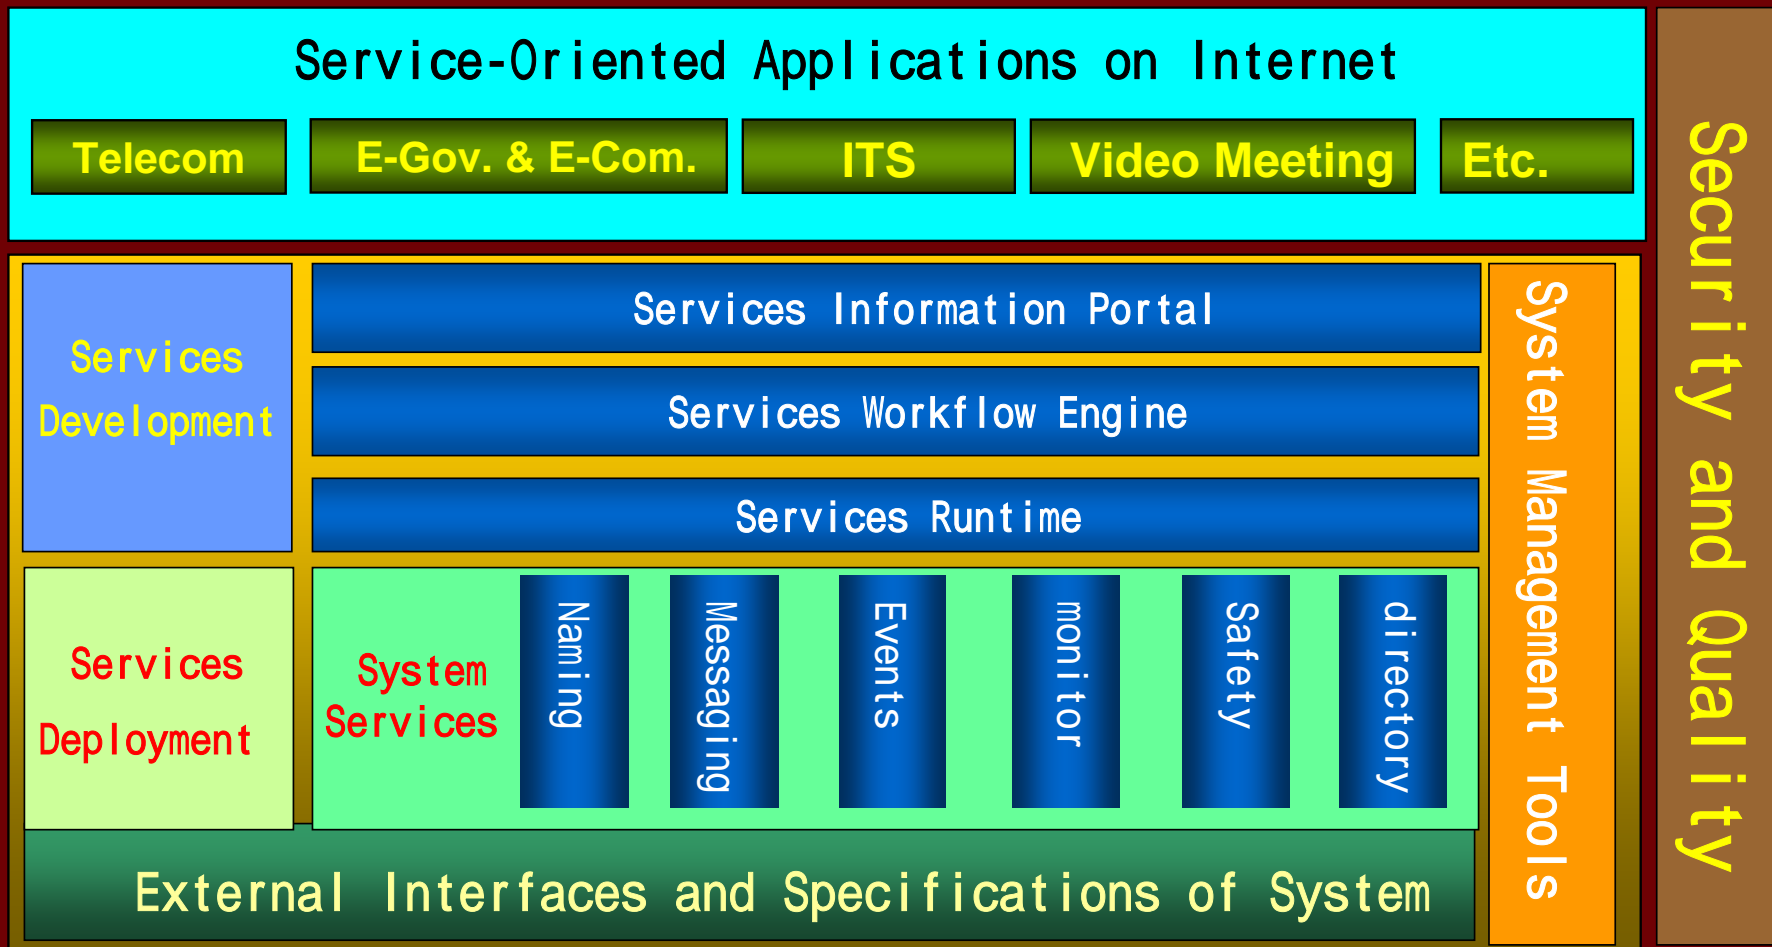 Service-Oriented Applications on Internet
Telecom
E-Gov. & E-Com.
ITS
Video Meeting
Etc.
Services
Development
Services Information Portal
Services Workflow Engine
Services Runtime
Services
Deployment
System
Services
Naming
Messaging
Events
monitor
Safety
directory
External Interfaces and Specifications of System
System Management Tools
Security and Quality